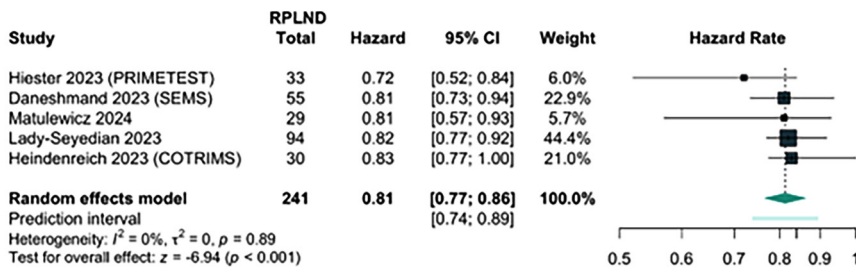 RPLND
Study Total Hazard 95% CI Weight Hazard Rate
Hiester 2023 (PRIMETEST) 33 0.72 [0.52; 0.84] 6.0%
Daneshmand 2023 (SEMS) 55 0.81 [0.73; 0.94] 22.9%
Matulewicz 2024 29 0.81 [0.57; 0.93] 5.7%
Lady-Seyedian 2023 94 0.82 [0.77; 0.92] 44.4%
Heindenreich 2023 (COTRIMS) 30 0.83 [0.77; 1.00] 21.0%
Random effects model 241 0.81 [0.77; 0.86] 100.0%
Prediction interval [0.74; 0.89]
Heterogeneity: I² = 0%, τ² = 0, p = 0.89
Test for overall effect: z = -6.94 (p < 0.001)
0.5 0.6 0.7 0.8 0.9 1